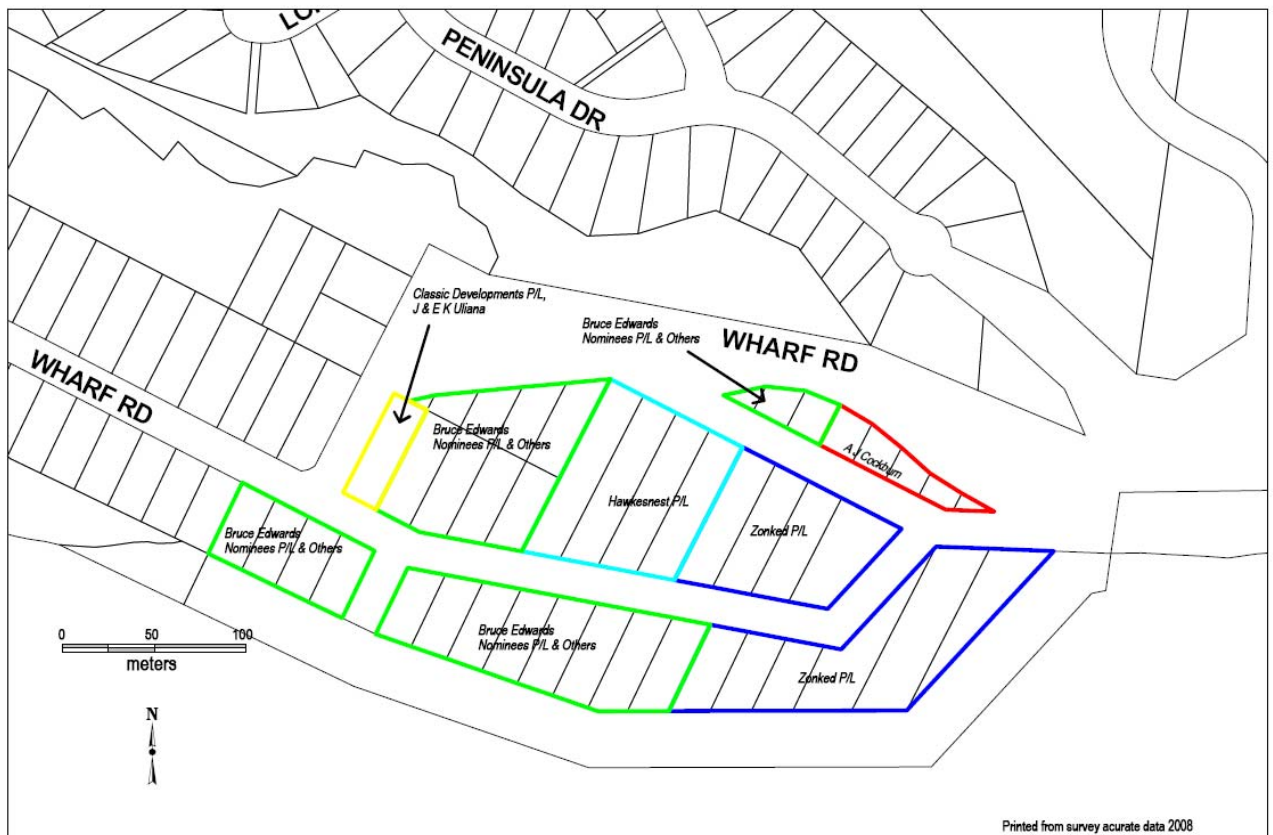 PENINSULA DR
Classic Developments P/L,
J & E K Uliana
Bruce Edwards
Nominees P/L & Others
WHARF RD
WHARF RD
Bruce Edwards
Nominees P/L & Others
A J Cockburn
Hawkesnest P/L
Zonked P/L
Bruce Edwards
Nominees P/L & Others
Bruce Edwards
Nominees P/L & Others
Zonked P/L
0 50 100
meters
N
Printed from survey acurate data 2008